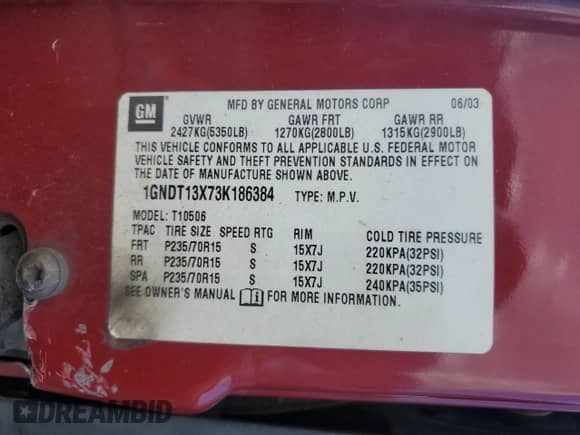 GM
MFD BY GENERAL MOTORS CORP 06/03
GVWR GAWR FRT GAWR RR
2427KG(5350LB) 1270KG(2800LB) 1315KG(2900LB)
THIS VEHICLE CONFORMS TO ALL APPLICABLE U.S. FEDERAL MOTOR
VEHICLE SAFETY AND THEFT PREVENTION STANDARDS IN EFFECT ON
THE DATE OF MANUFACTURE SHOWN ABOVE.
1GNDT13X73K186384 TYPE: M.P.V.
MODEL: T10506
TPAC TIRE SIZE SPEED RTG RIM COLD TIRE PRESSURE
FRT P235/70R15 S 15X7J 220KPA(32PSI)
RR P235/70R15 S 15X7J 220KPA(32PSI)
SPA P235/70R15 S 15X7J 240KPA(35PSI)
SEE OWNER'S MANUAL FOR MORE INFORMATION.
DREAMBID